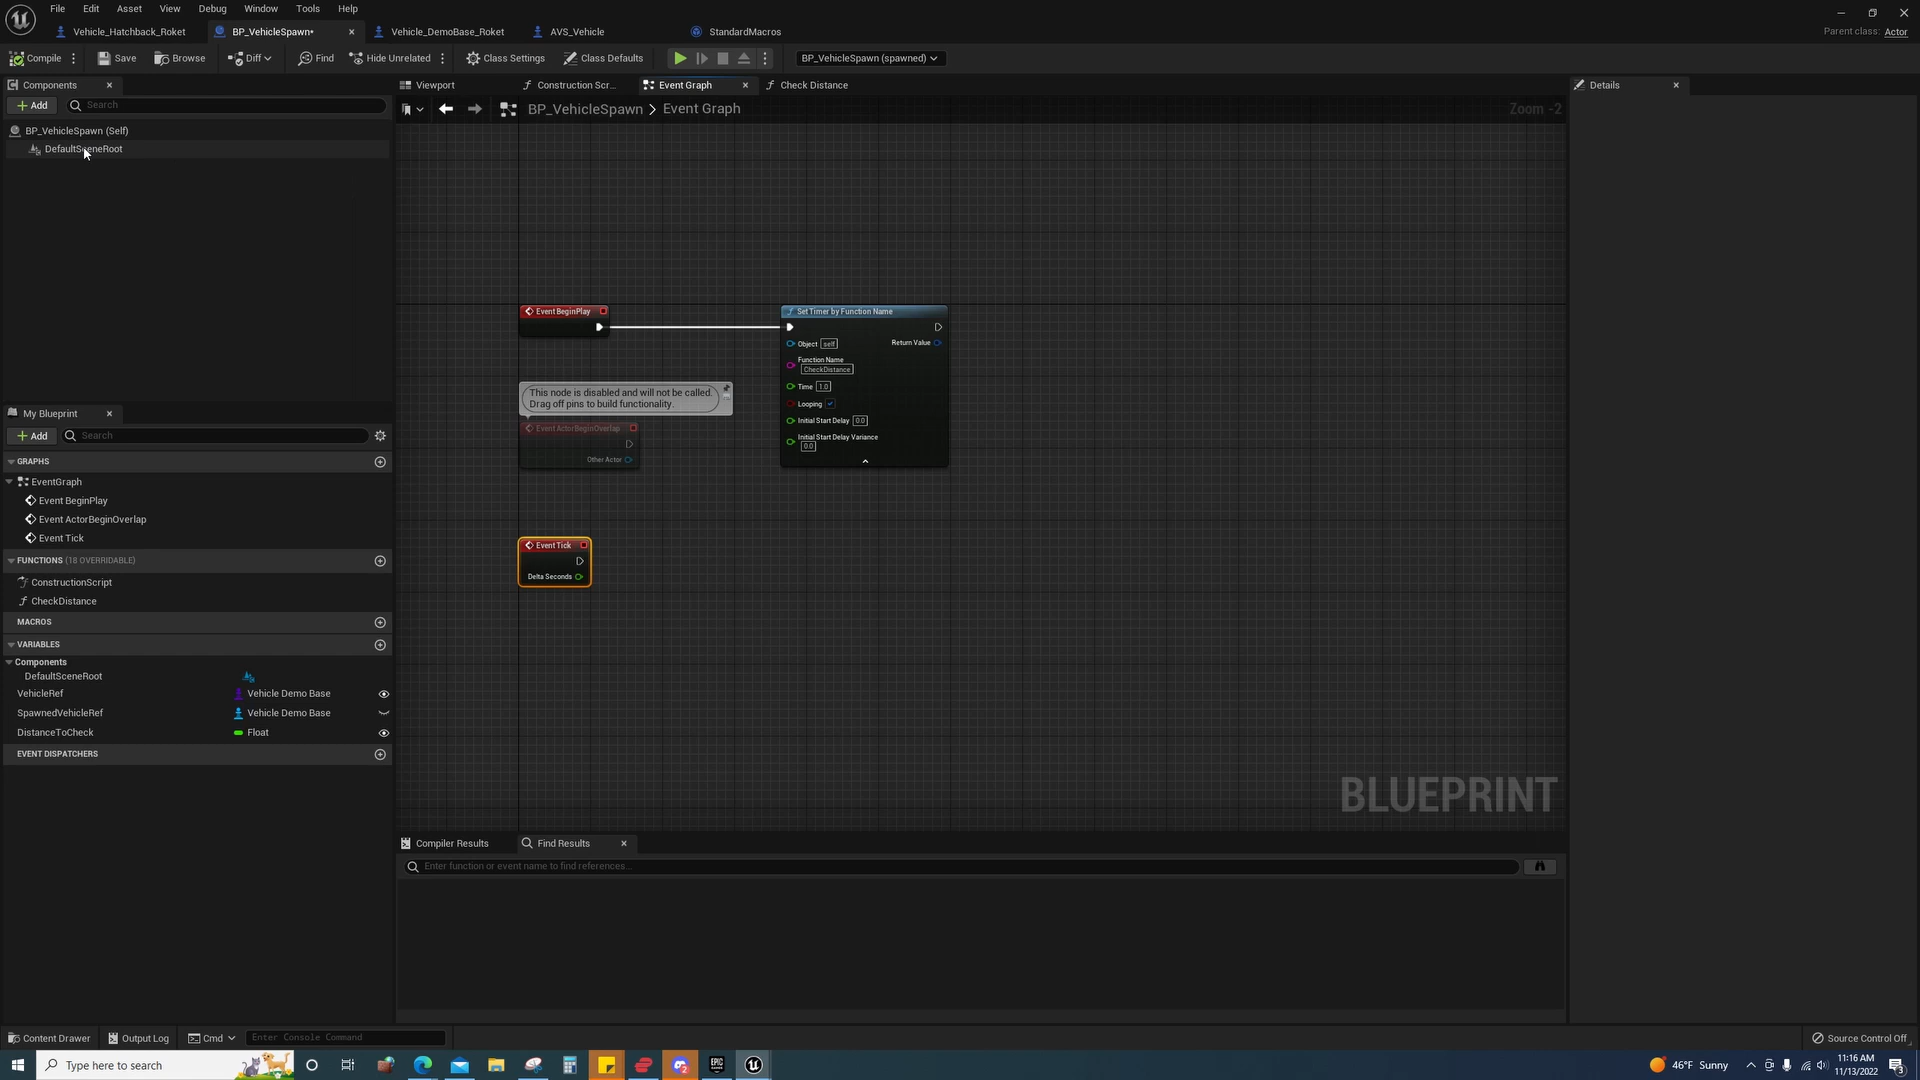 File Edit Asset View Debug Window Tools Help
Vehicle_Hatchback_Roket BP_VehicleSpawn* Vehicle_DemoBase_Roket AVS_Vehicle StandardMacros
Parent class: Actor
Compile Save Browse Diff Find Hide Unrelated Class Settings Class Defaults BP_VehicleSpawn (spawned)
Components
Add Search
BP_VehicleSpawn (Self)
DefaultSceneRoot
Viewport Construction Scr... Event Graph Check Distance
BP_VehicleSpawn > Event Graph
Zoom -2
Details
Event BeginPlay
Set Timer by Function Name
Object self
Return Value
Function Name
CheckDistance
Time 1.0
Looping
Initial Start Delay 0.0
Initial Start Delay Variance
0.0
This node is disabled and will not be called.
Drag off pins to build functionality.
Event ActorBeginOverlap
Other Actor
Event Tick
Delta Seconds
BLUEPRINT
My Blueprint
Add Search
GRAPHS
EventGraph
Event BeginPlay
Event ActorBeginOverlap
Event Tick
FUNCTIONS (18 OVERRIDABLE)
ConstructionScript
CheckDistance
MACROS
VARIABLES
Components
DefaultSceneRoot
VehicleRef Vehicle Demo Base
SpawnedVehicleRef Vehicle Demo Base
DistanceToCheck Float
EVENT DISPATCHERS
Compiler Results Find Results
Enter function or event name to find references...
Content Drawer Output Log Cmd Enter Console Command
Source Control Off
Type here to search
EPIC GAMES
46°F Sunny
11:16 AM
11/13/2022
3